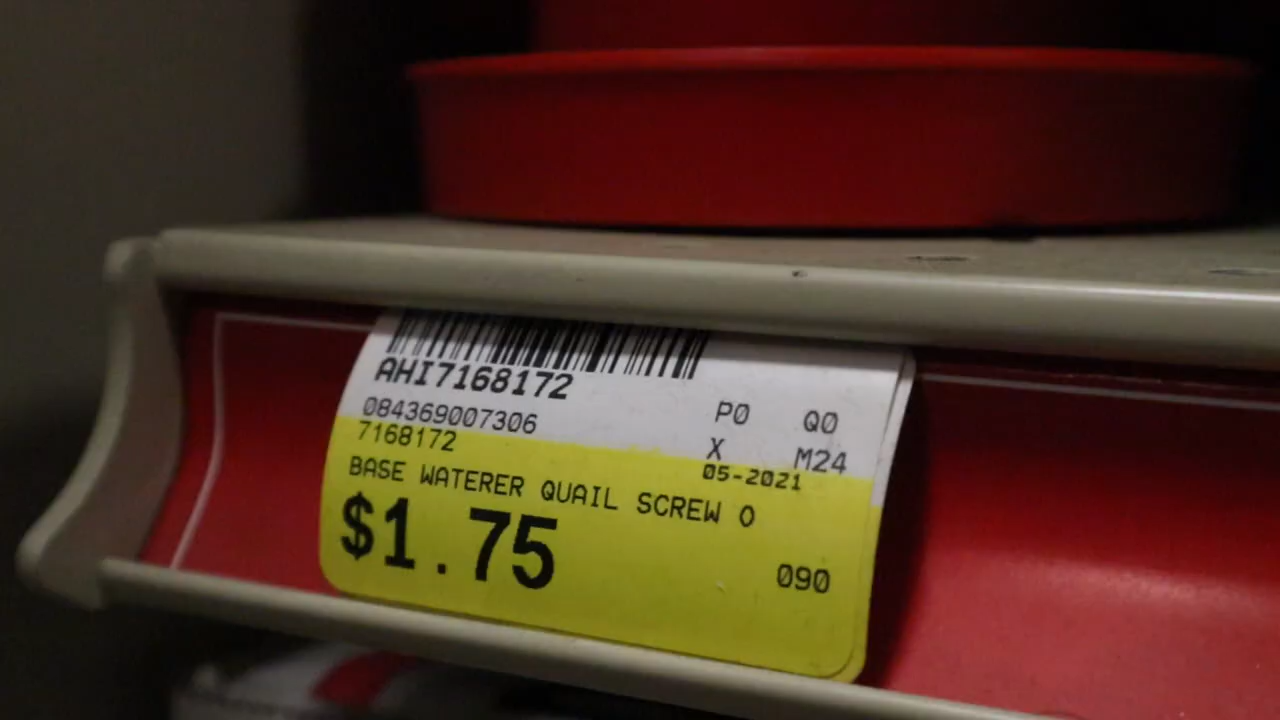 AHI7168172
084369007306
P0 Q0
7168172
X M24
05-2021
BASE WATERER QUAIL SCREW O
$1.75
090